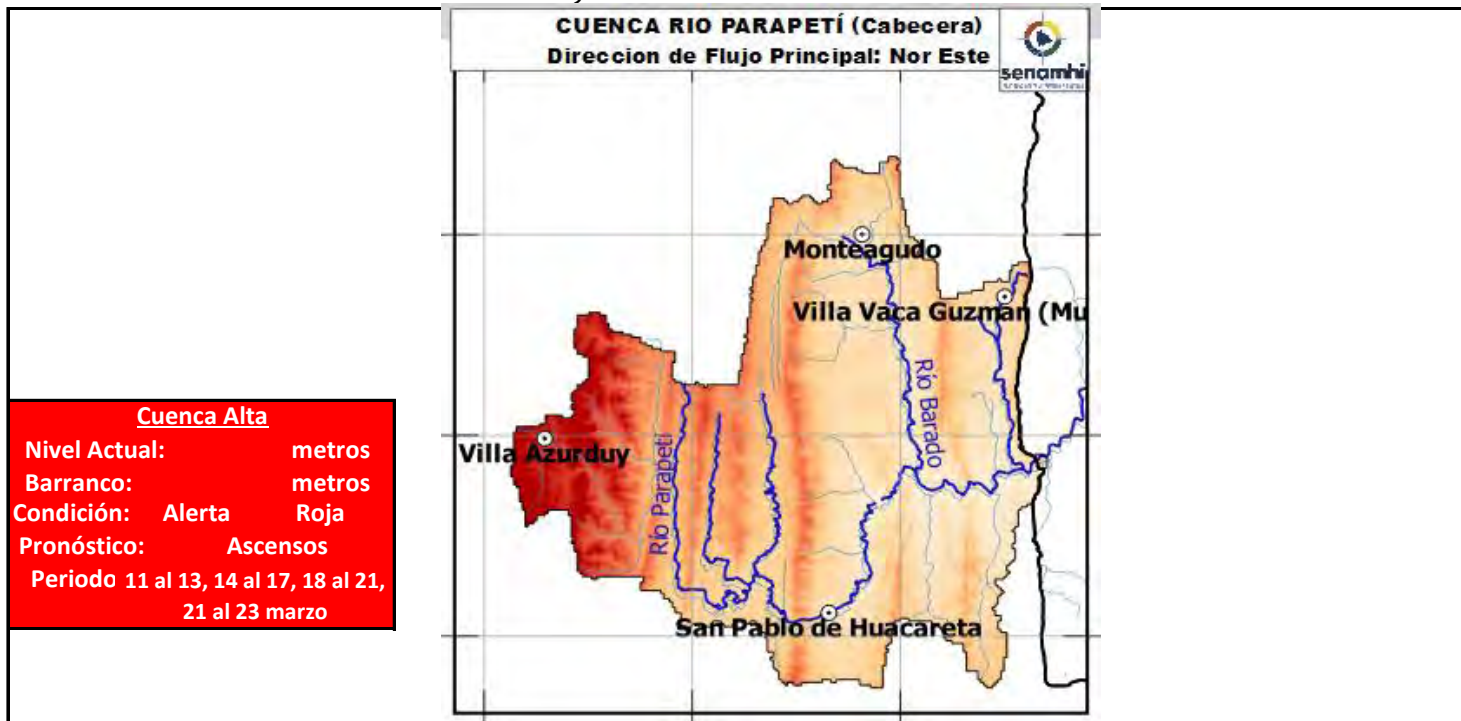 CUENCA RIO PARAPETÍ (Cabecera)
Direccion de Flujo Principal: Nor Este
senamhi
Monteagudo
Villa Vaca Guzmán (Mu
Río Barado
Villa Azurduy
Río Parapetí
San Pablo de Huacareta
Cuenca Alta
Nivel Actual: metros
Barranco: metros
Condición: Alerta Roja
Pronóstico: Ascensos
Periodo 11 al 13, 14 al 17, 18 al 21,
21 al 23 marzo